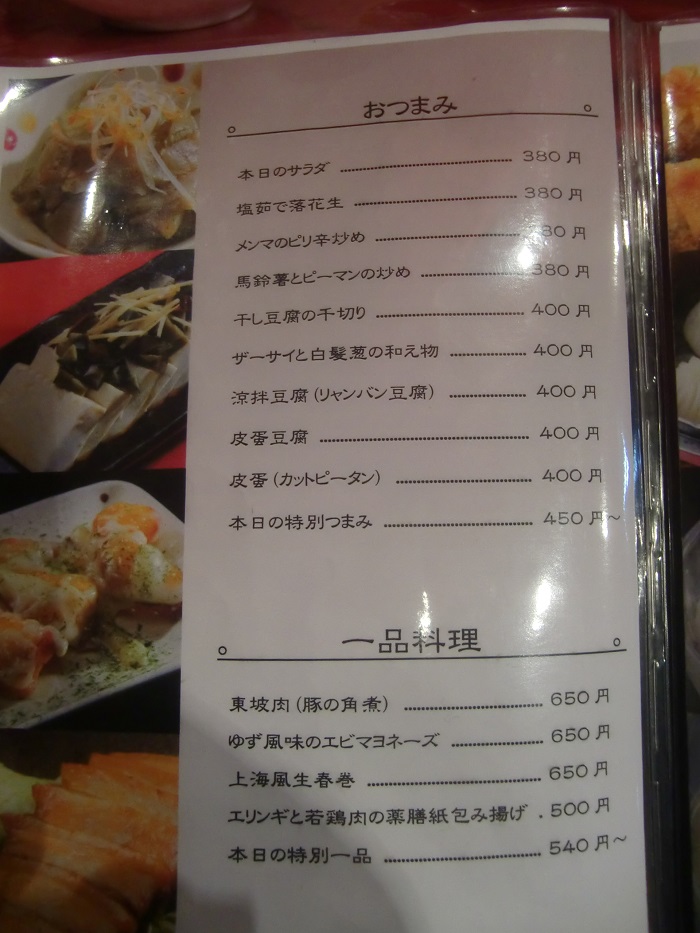 おつまみ
本日のサラダ 380円
塩茹で落花生 380円
メンマのピリ辛炒め 80円
馬鈴薯とピーマンの炒め 380円
干し豆腐の千切り 400円
ザーサイと白髪葱の和え物 400円
涼拌豆腐(リャンバン豆腐) 400円
皮蛋豆腐 400円
皮蛋(カットピータン) 400円
本日の特別つまみ 450円~
一品料理
東坡肉(豚の角煮) 650円
ゆず風味のエビマヨネーズ 650円
上海風生春巻 650円
エリンギと若鶏肉の薬膳紙包み揚げ . 500円
本日の特別一品 540円~